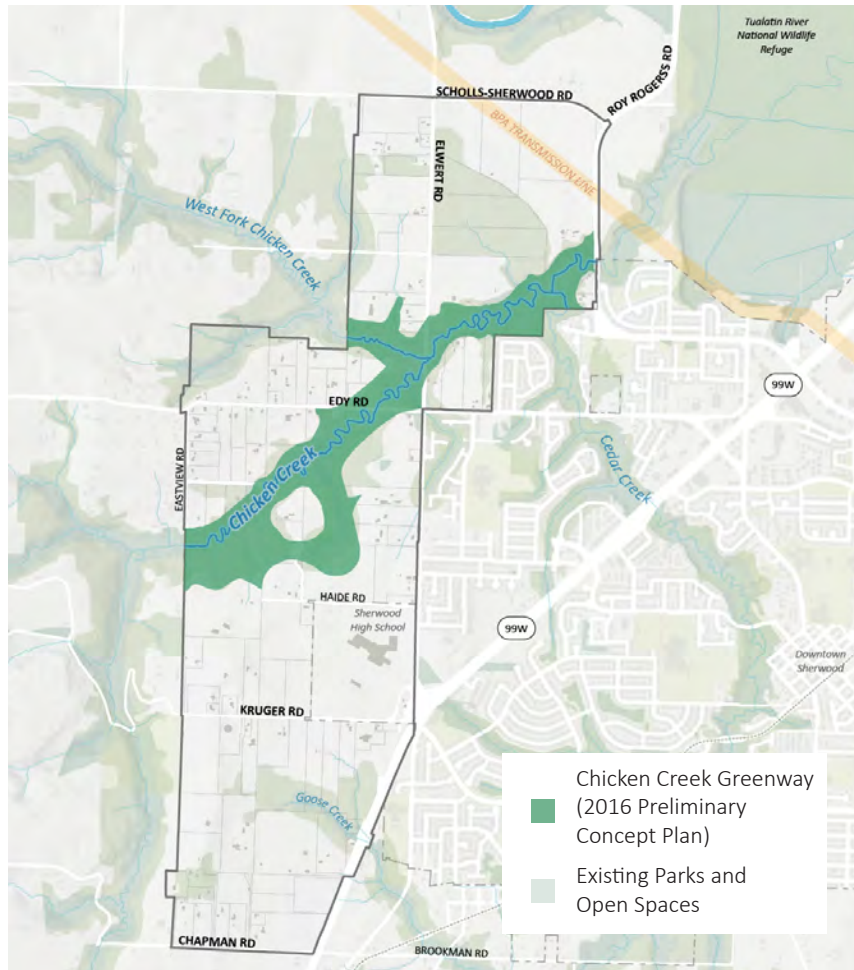 Tualatin River
National Wildlife
Refuge
ROY ROGERSS RD
SCHOLLS-SHERWOOD RD
BPA TRANSMISSION LINE
ELWERT RD
West Fork Chicken Creek
99W
EDY RD
EASTVIEW RD
Chicken Creek
Cedar Creek
HAIDE RD
Sherwood
High School
99W
Downtown
Sherwood
KRUGER RD
Goose Creek
Chicken Creek Greenway
(2016 Preliminary
Concept Plan)
Existing Parks and
Open Spaces
CHAPMAN RD
BROOKMAN RD